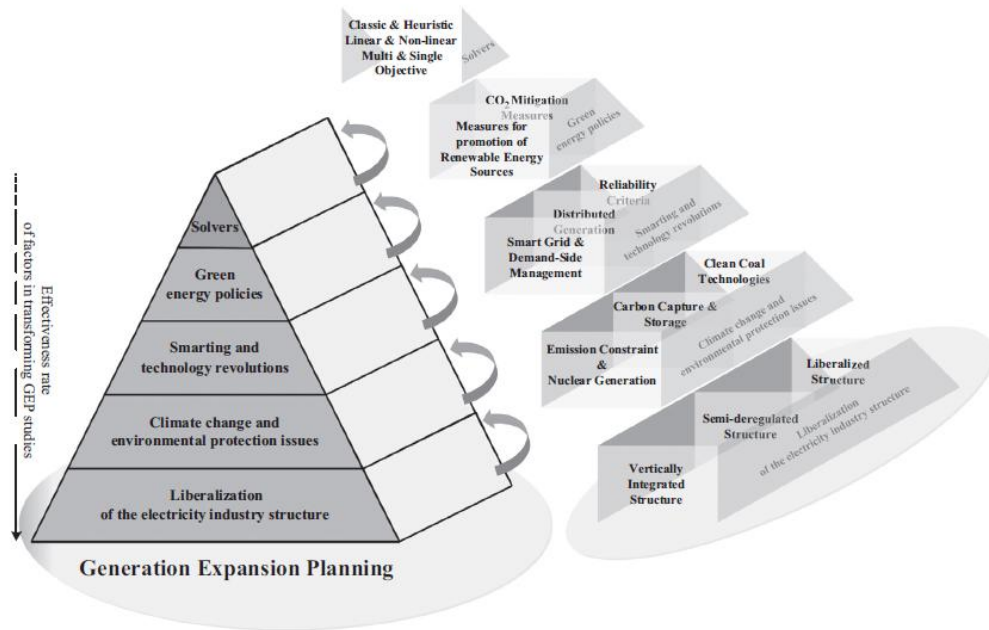 Classic & Heuristic
Linear & Non-linear
Multi & Single
Objective
Solvers
CO₂ Mitigation
Measures
Measures for
promotion of
Renewable Energy
Sources
Green
energy policies
Reliability
Criteria
Distributed
Generation
Smart Grid &
Demand-Side
Management
Smarting and
technology revolutions
Clean Coal
Technologies
Carbon Capture &
Storage
Emission Constraint
&
Nuclear Generation
Climate change and
environmental protection issues
Liberalized
Structure
Semi-deregulated
Structure
Vertically
Integrated
Structure
Liberalization
of the electricity industry structure
Effectiveness rate
of factors in transforming GEP studies
Solvers
Green
energy policies
Smarting and
technology revolutions
Climate change and
environmental protection issues
Liberalization
of the electricity industry structure
Generation Expansion Planning